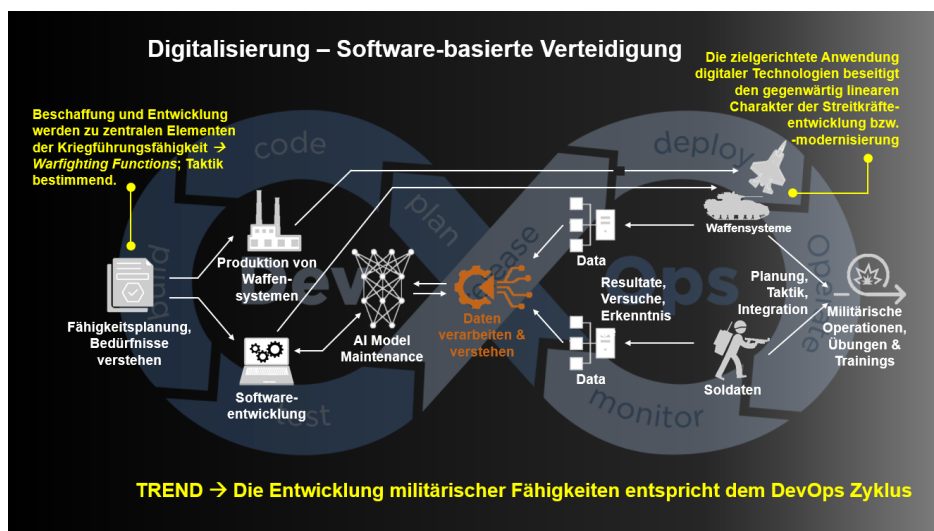 Digitalisierung – Software-basierte Verteidigung
Die zielgerichtete Anwendung
digitaler Technologien beseitigt
den gegenwärtig linearen
Charakter der Streitkräfte-
entwicklung bzw.
-modernisierung
Beschaffung und Entwicklung
werden zu zentralen Elementen
der Kriegführungsfähigkeit →
Warfighting Functions; Taktik
bestimmend.
code
plan
build
test
release
deploy
Operate
monitor
Dev
Ops
Fähigkeitsplanung,
Bedürfnisse
verstehen
Produktion von
Waffen-
systemen
Software-
entwicklung
AI Model
Maintenance
Daten
verarbeiten &
verstehen
Data
Data
Resultate,
Versuche,
Erkenntnis
Waffensysteme
Planung,
Taktik,
Integration
Soldaten
Militärische
Operationen,
Übungen &
Trainings
TREND → Die Entwicklung militärischer Fähigkeiten entspricht dem DevOps Zyklus